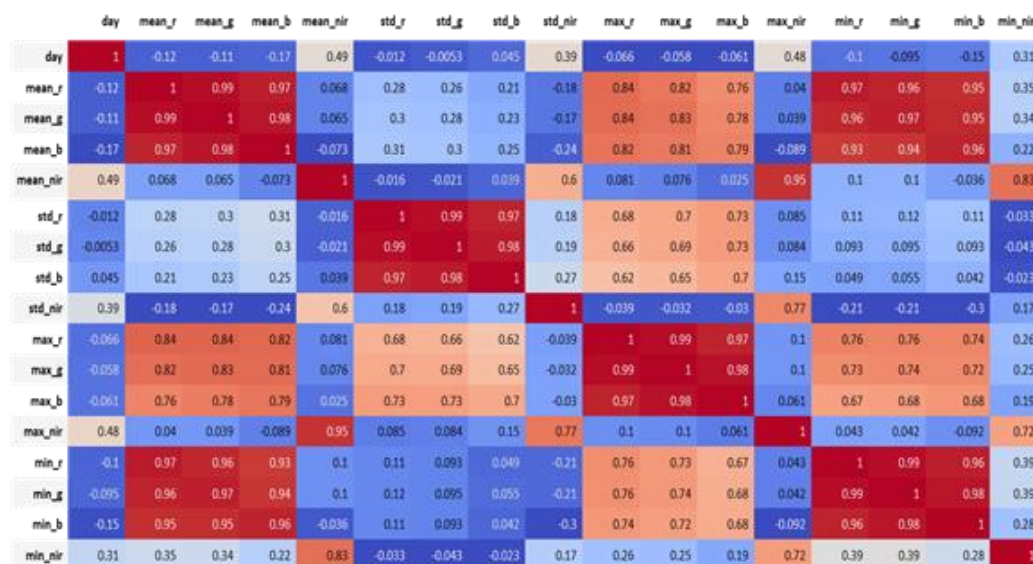 day mean_r mean_g mean_b mean_nir std_r std_g std_b std_nir max_r max_g max_b max_nir min_r min_g min_b min_nir
day 1 -0.12 -0.11 -0.17 0.49 -0.012 -0.0053 0.045 0.39 -0.066 -0.058 -0.061 0.48 -0.1 -0.095 -0.15 0.31
mean_r -0.12 1 0.99 0.97 0.068 0.28 0.26 0.21 -0.18 0.84 0.82 0.76 0.04 0.97 0.96 0.95 0.35
mean_g -0.11 0.99 1 0.98 0.065 0.3 0.28 0.23 -0.17 0.84 0.83 0.78 0.039 0.96 0.97 0.95 0.34
mean_b -0.17 0.97 0.98 1 -0.073 0.31 0.3 0.25 -0.24 0.82 0.81 0.79 -0.089 0.93 0.94 0.96 0.22
mean_nir 0.49 0.068 0.065 -0.073 1 -0.016 -0.021 0.039 0.6 0.081 0.076 0.025 0.95 0.1 0.1 -0.036 0.83
std_r -0.012 0.28 0.3 0.31 -0.016 1 0.99 0.97 0.18 0.68 0.7 0.73 0.085 0.11 0.12 0.11 -0.033
std_g -0.0053 0.26 0.28 0.3 -0.021 0.99 1 0.98 0.19 0.66 0.69 0.73 0.084 0.093 0.095 0.093 -0.043
std_b 0.045 0.21 0.23 0.25 0.039 0.97 0.98 1 0.27 0.62 0.65 0.7 0.15 0.049 0.055 0.042 -0.023
std_nir 0.39 -0.18 -0.17 -0.24 0.6 0.18 0.19 0.27 1 -0.039 -0.032 -0.03 0.77 -0.21 -0.21 -0.3 0.17
max_r -0.066 0.84 0.84 0.82 0.081 0.68 0.66 0.62 -0.039 1 0.99 0.97 0.1 0.76 0.76 0.74 0.26
max_g -0.058 0.82 0.83 0.81 0.076 0.7 0.69 0.65 -0.032 0.99 1 0.98 0.1 0.73 0.74 0.72 0.25
max_b -0.061 0.76 0.78 0.79 0.025 0.73 0.73 0.7 -0.03 0.97 0.98 1 0.061 0.67 0.68 0.68 0.19
max_nir 0.48 0.04 0.039 -0.089 0.95 0.085 0.084 0.15 0.77 0.1 0.1 0.061 1 0.043 0.042 -0.092 0.72
min_r -0.1 0.97 0.96 0.93 0.1 0.11 0.093 0.049 -0.21 0.76 0.73 0.67 0.043 1 0.99 0.96 0.39
min_g -0.095 0.96 0.97 0.94 0.1 0.12 0.095 0.055 -0.21 0.76 0.74 0.68 0.042 0.99 1 0.98 0.39
min_b -0.15 0.95 0.95 0.96 -0.036 0.11 0.093 0.042 -0.3 0.74 0.72 0.68 -0.092 0.96 0.98 1 0.28
min_nir 0.31 0.35 0.34 0.22 0.83 -0.033 -0.043 -0.023 0.17 0.26 0.25 0.19 0.72 0.39 0.39 0.28 1